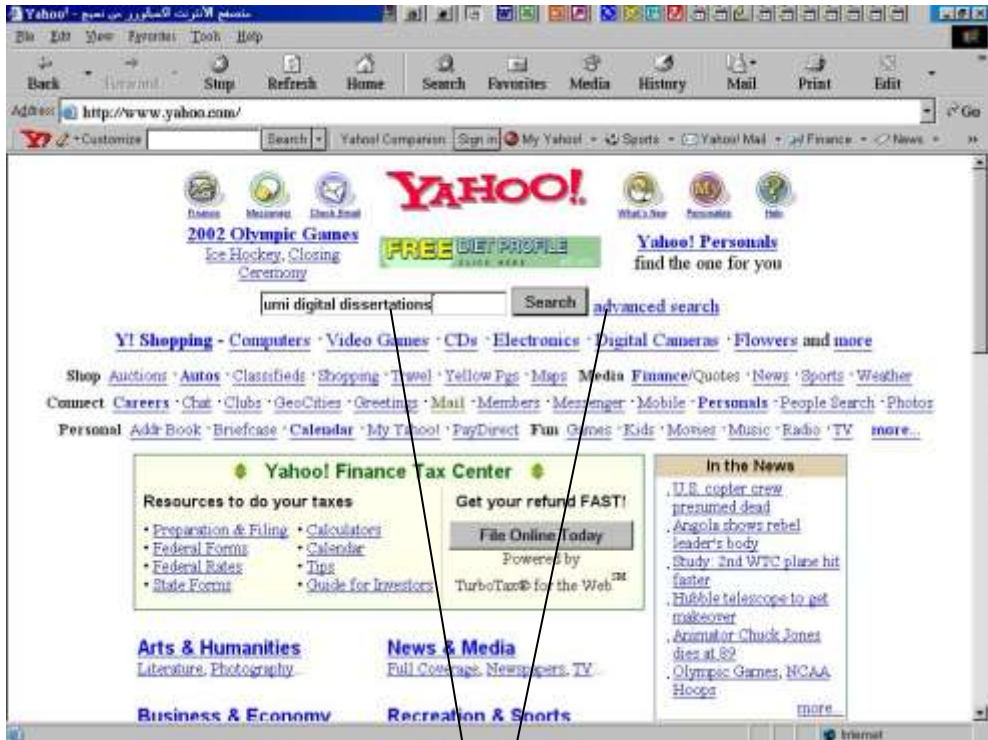 Yahoo! - متصفح الأنترنت اكسبلورر من نسيج
File Edit View Favorites Tools Help
Back Forward Stop Refresh Home Search Favorites Media History Mail Print Edit
Address http://www.yahoo.com/ Go
Y? Customize Search Yahoo! Companion: Sign in My Yahoo! Sports Yahoo! Mail Finance News »
Finance Messenger Check Email YAHOO! What's New Personalize Help
2002 Olympic Games
Ice Hockey, Closing
Ceremony
FREE DIET PROFILE
CLICK HERE
Yahoo! Personals
find the one for you
umi digital dissertations Search advanced search
Y! Shopping - Computers · Video Games · CDs · Electronics · Digital Cameras · Flowers and more
Shop Auctions · Autos · Classifieds · Shopping · Travel · Yellow Pgs · Maps Media Finance/Quotes · News · Sports · Weather
Connect Careers · Chat · Clubs · GeoCities · Greetings · Mail · Members · Messenger · Mobile · Personals · People Search · Photos
Personal Addr Book · Briefcase · Calendar · My Yahoo! · PayDirect Fun Games · Kids · Movies · Music · Radio · TV more...
Yahoo! Finance Tax Center
Resources to do your taxes
· Preparation & Filing · Calculators
· Federal Forms · Calendar
· Federal Rates · Tips
· State Forms · Guide for Investors
Get your refund FAST!
File Online Today
Powered by
TurboTax® for the Web SM
In the News
· U.S. copter crew
presumed dead
· Angola shows rebel
leader's body
· Study: 2nd WTC plane hit
faster
· Hubble telescope to get
makeover
· Animator Chuck Jones
dies at 89
· Olympic Games, NCAA
Hoops
more...
Arts & Humanities
Literature, Photography...
News & Media
Full Coverage, Newspapers, TV...
Business & Economy
Recreation & Sports
Internet